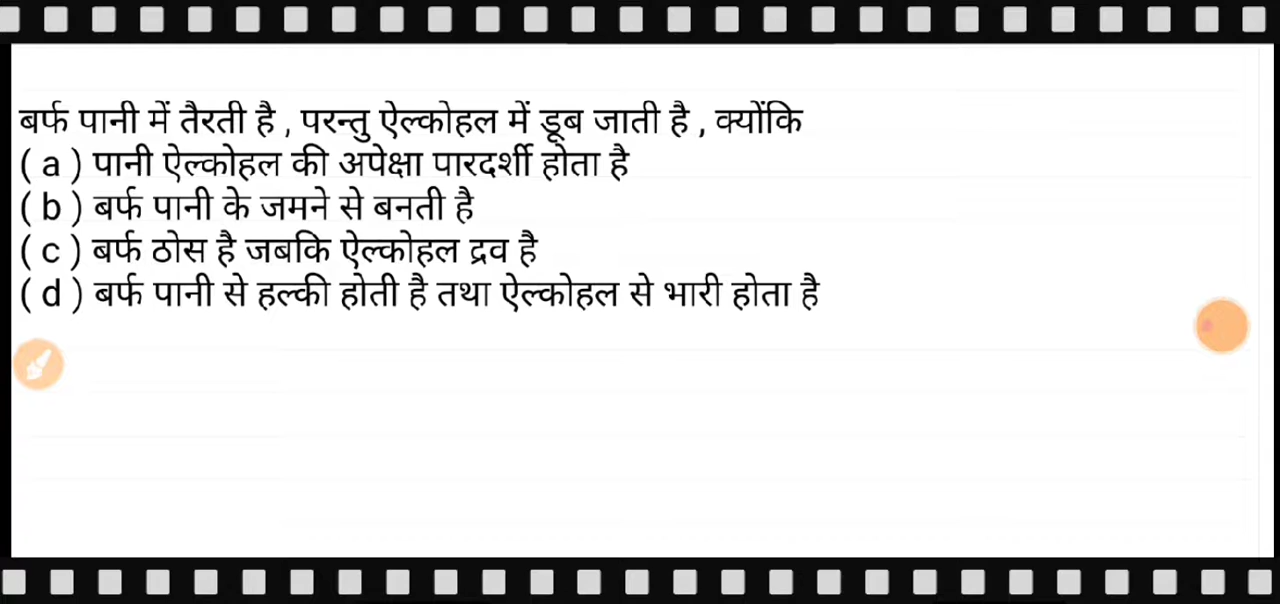 बर्फ पानी में तैरती है , परन्तु ऐल्कोहल में डूब जाती है , क्योंकि
( a ) पानी ऐल्कोहल की अपेक्षा पारदर्शी होता है
( b ) बर्फ पानी के जमने से बनती है
( c ) बर्फ ठोस है जबकि ऐल्कोहल द्रव है
( d ) बर्फ पानी से हल्की होती है तथा ऐल्कोहल से भारी होता है